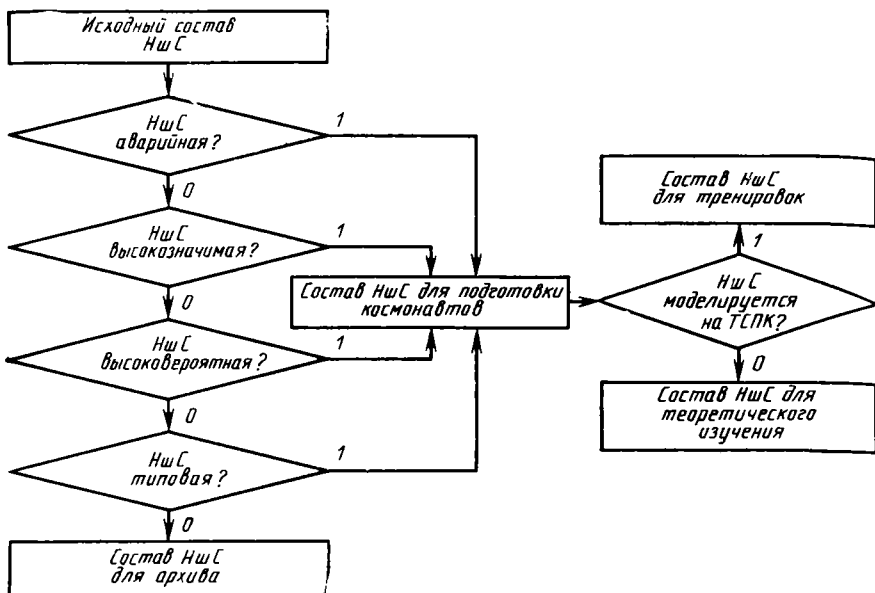 Исходный состав
НшС
НшС
аварийная?
1
0
НшС
высокозначимая?
1
0
НшС
высоковероятная?
1
0
НшС
типовая?
1
0
Состав НшС
для архива
Состав НшС для подготовки
космонавтов
Состав НшС
для тренировок
1
НшС
моделируется
на ТСПК?
0
Состав НшС для
теоретического
изучения